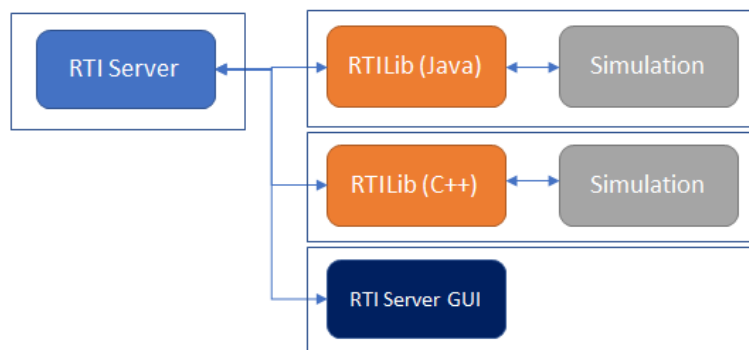 RTI Server
RTILib (Java)
Simulation
RTILib (C++)
Simulation
RTI Server GUI